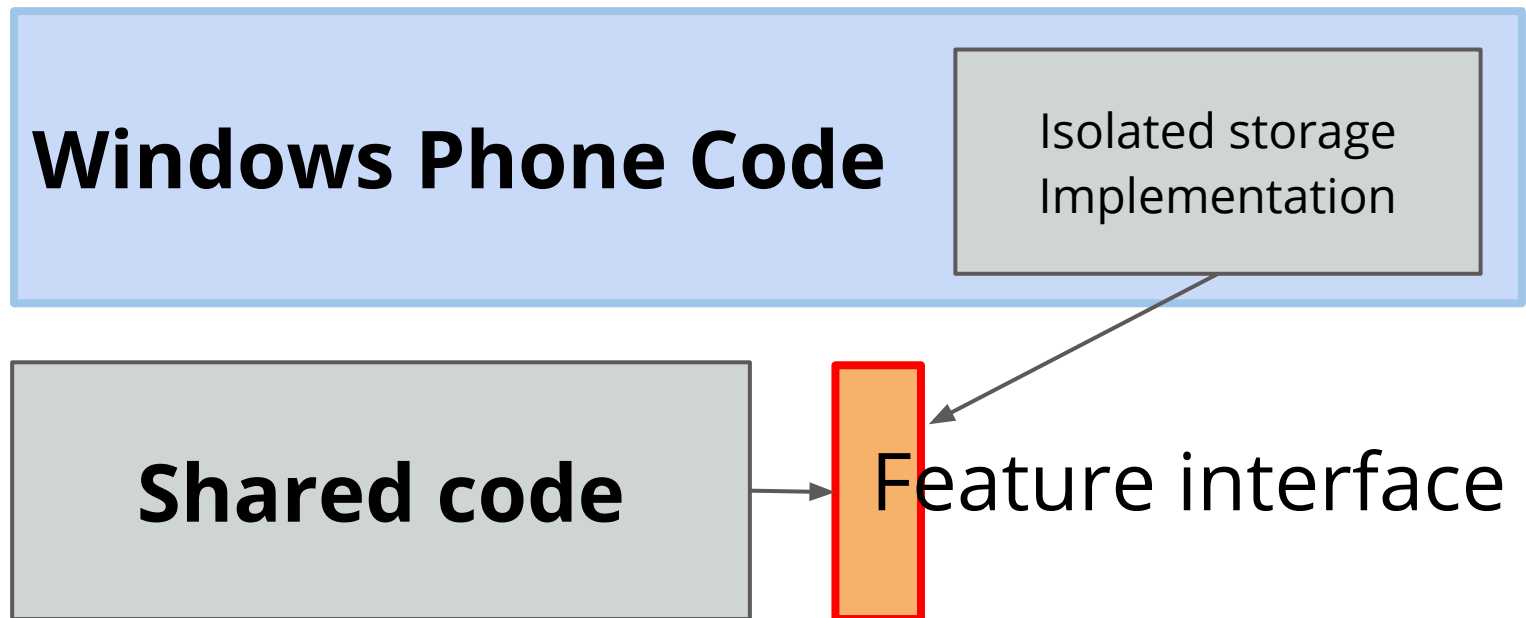 Windows Phone Code
Isolated storage
Implementation
Shared code
Feature interface